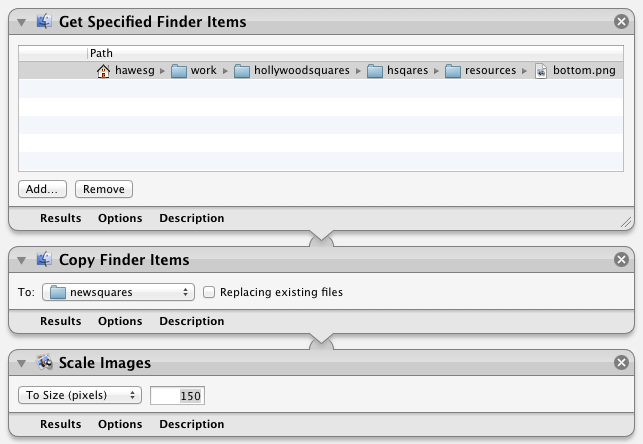 Get Specified Finder Items
Path
hawesg ▸ work ▸ hollywoodsquares ▸ hsqares ▸ resources ▸ bottom.png
Add... Remove
Results Options Description
Copy Finder Items
To: newsquares Replacing existing files
Results Options Description
Scale Images
To Size (pixels) 150
Results Options Description